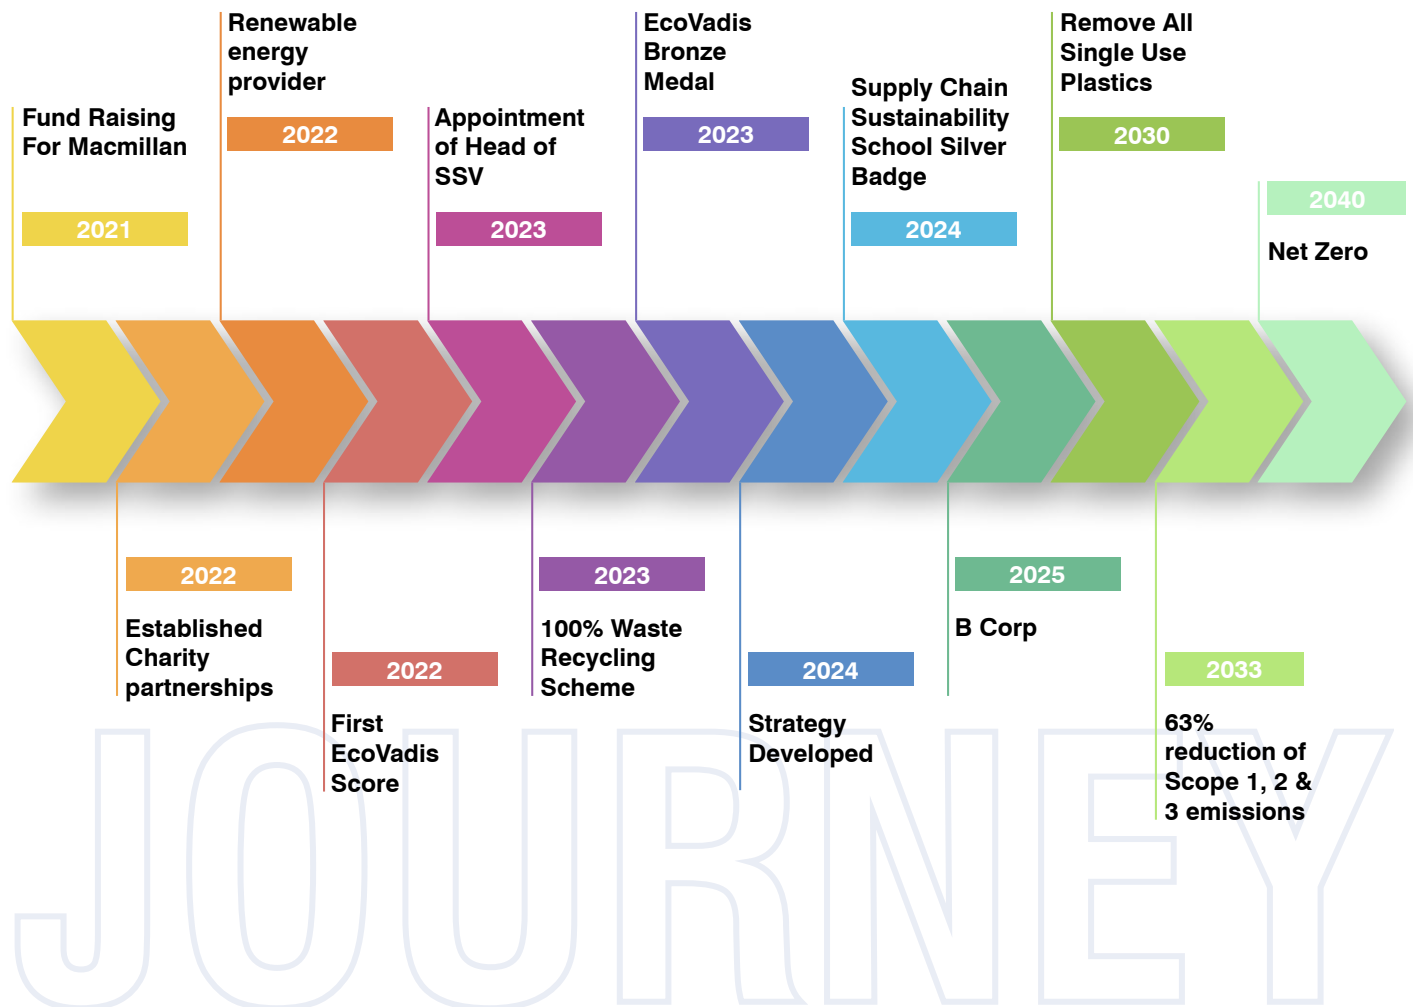 Fund Raising
For Macmillan
2021
Established
Charity
partnerships
2022
Renewable
energy
provider
2022
First
EcoVadis
Score
2022
Appointment
of Head of
SSV
2023
100% Waste
Recycling
Scheme
2023
EcoVadis
Bronze
Medal
2023
Strategy
Developed
2024
Supply Chain
Sustainability
School Silver
Badge
2024
B Corp
2025
Remove All
Single Use
Plastics
2030
2033
63%
reduction of
Scope 1, 2 &
3 emissions
2040
Net Zero
JOURNEY